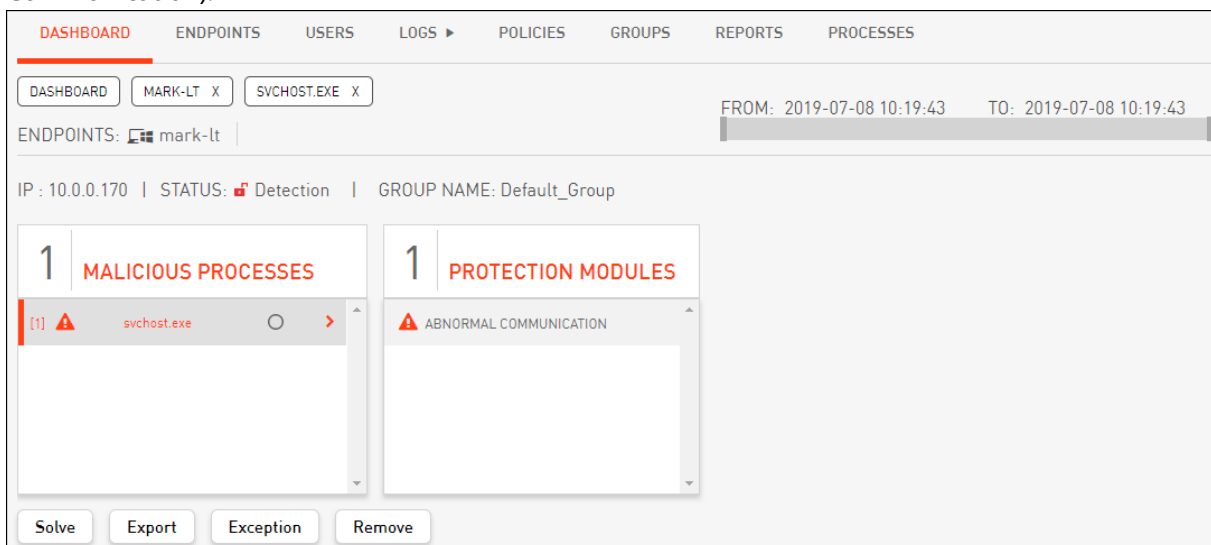 DASHBOARD ENDPOINTS USERS LOGS ▶ POLICIES GROUPS REPORTS PROCESSES
DASHBOARD MARK-LT X SVCHOST.EXE X
FROM: 2019-07-08 10:19:43 TO: 2019-07-08 10:19:43
ENDPOINTS: mark-lt
IP : 10.0.0.170 | STATUS: Detection | GROUP NAME: Default_Group
1 MALICIOUS PROCESSES
1 PROTECTION MODULES
[1] svchost.exe >
ABNORMAL COMMUNICATION
Solve Export Exception Remove